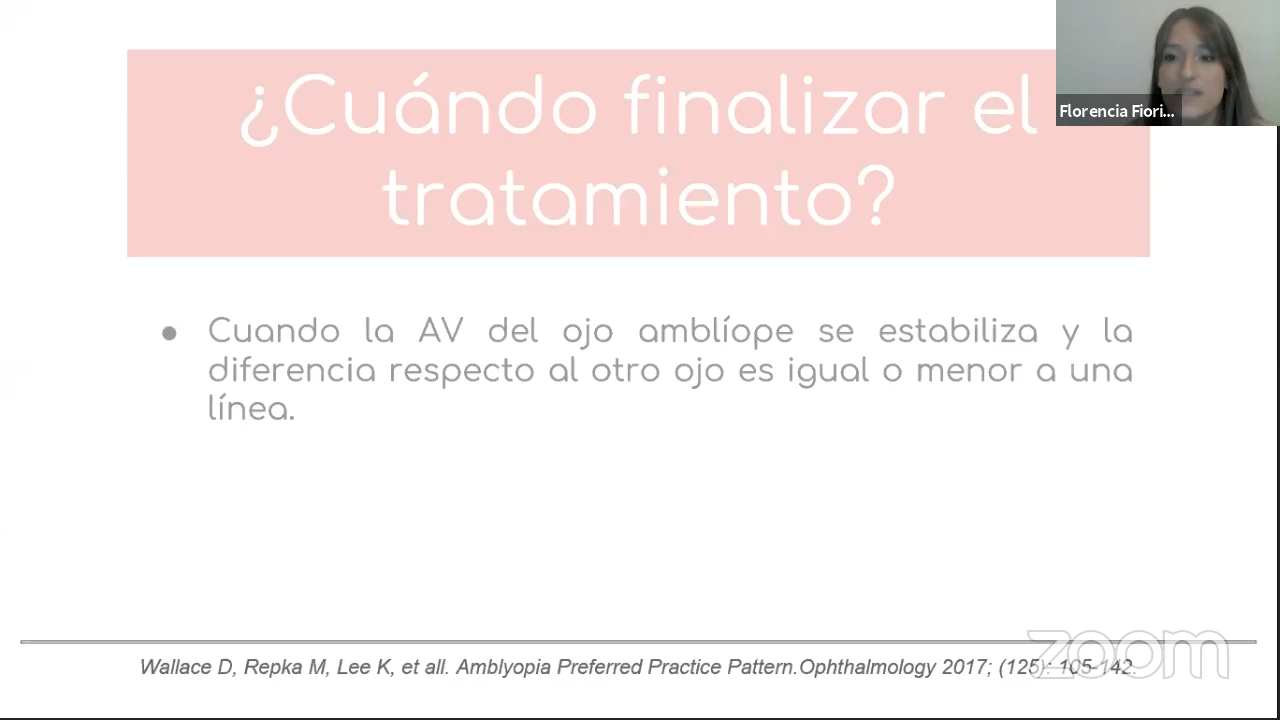 ¿Cuándo finalizar el
tratamiento?
Florencia Fiori...
● Cuando la AV del ojo amblíope se estabiliza y la
diferencia respecto al otro ojo es igual o menor a una
línea.
Wallace D, Repka M, Lee K, et all. Amblyopia Preferred Practice Pattern.Ophthalmology 2017; (125): 105-142.
zoom